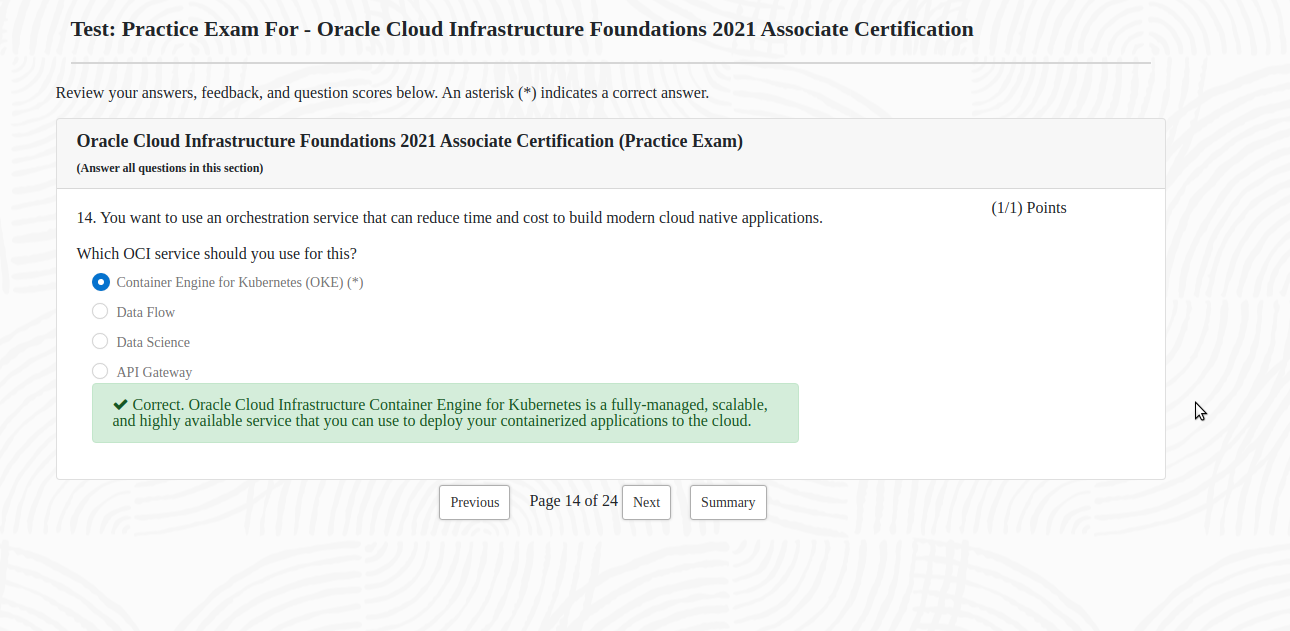 Test: Practice Exam For - Oracle Cloud Infrastructure Foundations 2021 Associate Certification
Review your answers, feedback, and question scores below. An asterisk (*) indicates a correct answer.
Oracle Cloud Infrastructure Foundations 2021 Associate Certification (Practice Exam)
(Answer all questions in this section)
14. You want to use an orchestration service that can reduce time and cost to build modern cloud native applications.
(1/1) Points
Which OCI service should you use for this?
Container Engine for Kubernetes (OKE) (*)
Data Flow
Data Science
API Gateway
Correct. Oracle Cloud Infrastructure Container Engine for Kubernetes is a fully-managed, scalable,
and highly available service that you can use to deploy your containerized applications to the cloud.
Previous Page 14 of 24 Next Summary